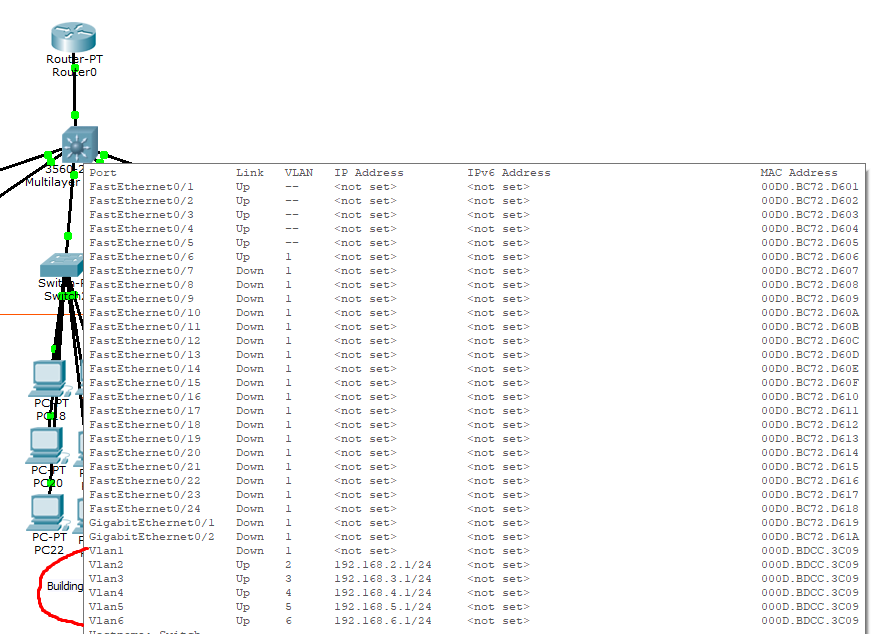 Router-PT
Router0
3560-2
Multilayer
Switch-P
Switch
PC-PT
PC18
PC-PT
PC20
PC-PT
PC22
Building
Port Link VLAN IP Address IPv6 Address MAC Address
FastEthernet0/1 Up -- <not set> <not set> 00D0.BC72.D601
FastEthernet0/2 Up -- <not set> <not set> 00D0.BC72.D602
FastEthernet0/3 Up -- <not set> <not set> 00D0.BC72.D603
FastEthernet0/4 Up -- <not set> <not set> 00D0.BC72.D604
FastEthernet0/5 Up -- <not set> <not set> 00D0.BC72.D605
FastEthernet0/6 Up 1 <not set> <not set> 00D0.BC72.D606
FastEthernet0/7 Down 1 <not set> <not set> 00D0.BC72.D607
FastEthernet0/8 Down 1 <not set> <not set> 00D0.BC72.D608
FastEthernet0/9 Down 1 <not set> <not set> 00D0.BC72.D609
FastEthernet0/10 Down 1 <not set> <not set> 00D0.BC72.D60A
FastEthernet0/11 Down 1 <not set> <not set> 00D0.BC72.D60B
FastEthernet0/12 Down 1 <not set> <not set> 00D0.BC72.D60C
FastEthernet0/13 Down 1 <not set> <not set> 00D0.BC72.D60D
FastEthernet0/14 Down 1 <not set> <not set> 00D0.BC72.D60E
FastEthernet0/15 Down 1 <not set> <not set> 00D0.BC72.D60F
FastEthernet0/16 Down 1 <not set> <not set> 00D0.BC72.D610
FastEthernet0/17 Down 1 <not set> <not set> 00D0.BC72.D611
FastEthernet0/18 Down 1 <not set> <not set> 00D0.BC72.D612
FastEthernet0/19 Down 1 <not set> <not set> 00D0.BC72.D613
FastEthernet0/20 Down 1 <not set> <not set> 00D0.BC72.D614
FastEthernet0/21 Down 1 <not set> <not set> 00D0.BC72.D615
FastEthernet0/22 Down 1 <not set> <not set> 00D0.BC72.D616
FastEthernet0/23 Down 1 <not set> <not set> 00D0.BC72.D617
FastEthernet0/24 Down 1 <not set> <not set> 00D0.BC72.D618
GigabitEthernet0/1 Down 1 <not set> <not set> 00D0.BC72.D619
GigabitEthernet0/2 Down 1 <not set> <not set> 00D0.BC72.D61A
Vlan1 Down 1 <not set> <not set> 000D.BDCC.3C09
Vlan2 Up 2 192.168.2.1/24 <not set> 000D.BDCC.3C09
Vlan3 Up 3 192.168.3.1/24 <not set> 000D.BDCC.3C09
Vlan4 Up 4 192.168.4.1/24 <not set> 000D.BDCC.3C09
Vlan5 Up 5 192.168.5.1/24 <not set> 000D.BDCC.3C09
Vlan6 Up 6 192.168.6.1/24 <not set> 000D.BDCC.3C09
Hostname: Switch